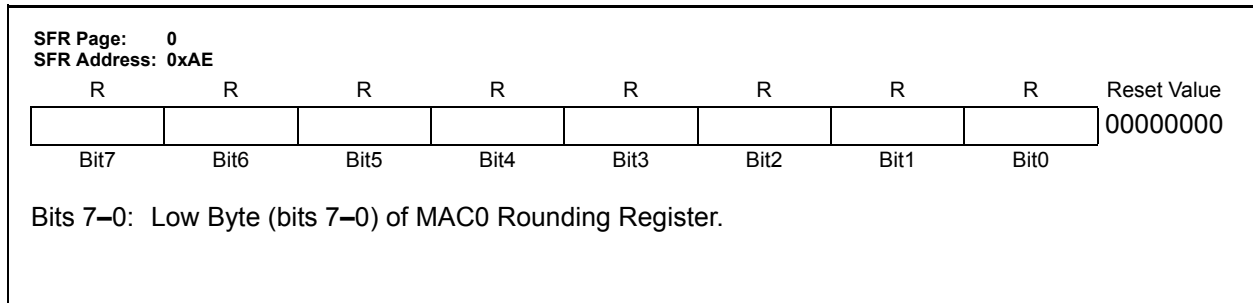 SFR Page: 0
SFR Address: 0xAE
R R R R R R R R Reset Value
00000000
Bit7 Bit6 Bit5 Bit4 Bit3 Bit2 Bit1 Bit0
Bits 7–0: Low Byte (bits 7–0) of MAC0 Rounding Register.